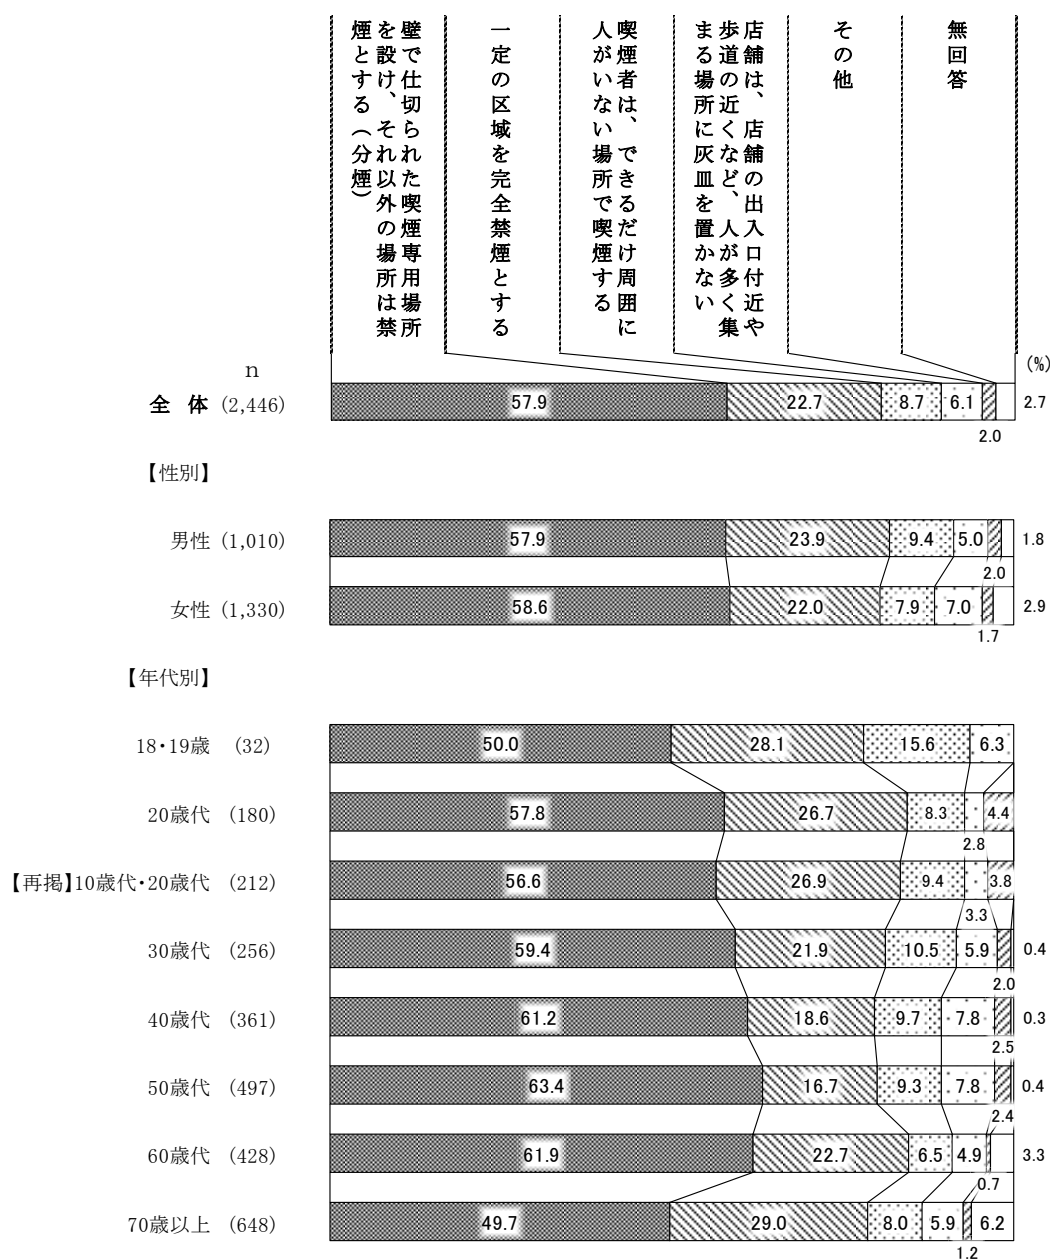 壁で仕切られた喫煙専用場所
を設け、それ以外の場所は禁
煙とする（分煙）
一定の区域を完全禁煙とする
喫煙者は、できるだけ周囲に
人がいない場所で喫煙する
店舗は、店舗の出入口付近や
歩道の近くなど、人が多く集
まる場所に灰皿を置かない
その他
無回答
(%)
n
全 体 (2,446) 57.9 22.7 8.7 6.1 2.7
2.0
【性別】
男性 (1,010) 57.9 23.9 9.4 5.0 1.8
2.0
女性 (1,330) 58.6 22.0 7.9 7.0 2.9
1.7
【年代別】
18・19歳 (32) 50.0 28.1 15.6 6.3
20歳代 (180) 57.8 26.7 8.3 4.4
2.8
【再掲】10歳代・20歳代 (212) 56.6 26.9 9.4 3.8
3.3
30歳代 (256) 59.4 21.9 10.5 5.9 0.4
2.0
40歳代 (361) 61.2 18.6 9.7 7.8 0.3
2.5
50歳代 (497) 63.4 16.7 9.3 7.8 0.4
2.4
60歳代 (428) 61.9 22.7 6.5 4.9 3.3
0.7
70歳以上 (648) 49.7 29.0 8.0 5.9 6.2
1.2